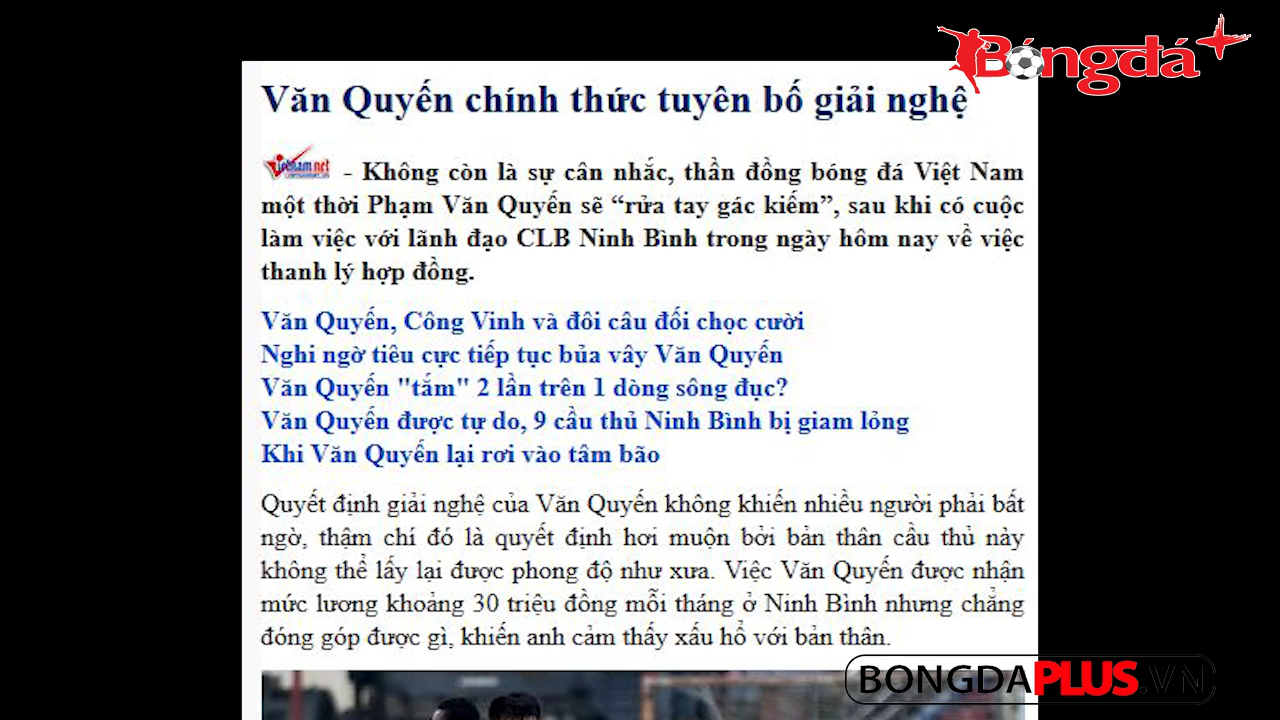 Bóngđá+
Văn Quyến chính thức tuyên bố giải nghệ
Vietnam net - Không còn là sự cân nhắc, thần đồng bóng đá Việt Nam
một thời Phạm Văn Quyến sẽ “rửa tay gác kiếm”, sau khi có cuộc
làm việc với lãnh đạo CLB Ninh Bình trong ngày hôm nay về việc
thanh lý hợp đồng.
Văn Quyến, Công Vinh và đôi câu đối chọc cười
Nghi ngờ tiêu cực tiếp tục bủa vây Văn Quyến
Văn Quyến "tắm" 2 lần trên 1 dòng sông đục?
Văn Quyến được tự do, 9 cầu thủ Ninh Bình bị giam lỏng
Khi Văn Quyến lại rơi vào tâm bão
Quyết định giải nghệ của Văn Quyến không khiến nhiều người phải bất
ngờ, thậm chí đó là quyết định hơi muộn bởi bản thân cầu thủ này
không thể lấy lại được phong độ như xưa. Việc Văn Quyến được nhận
mức lương khoảng 30 triệu đồng mỗi tháng ở Ninh Bình nhưng chẳng
đóng góp được gì, khiến anh cảm thấy xấu hổ với bản thân.
BONGDAPLUS.VN